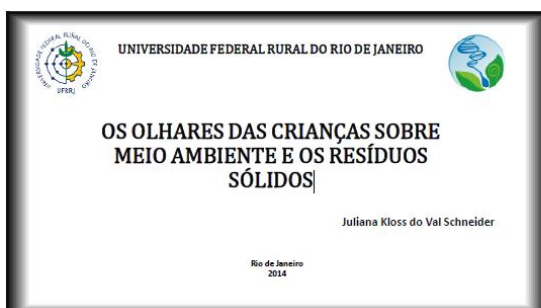 UNIVERSIDADE FEDERAL RURAL DO RIO DE JANEIRO
UFRRJ
OS OLHARES DAS CRIANÇAS SOBRE
MEIO AMBIENTE E OS RESÍDUOS
SÓLIDOS
Juliana Kloss do Val Schneider
Rio de Janeiro
2014